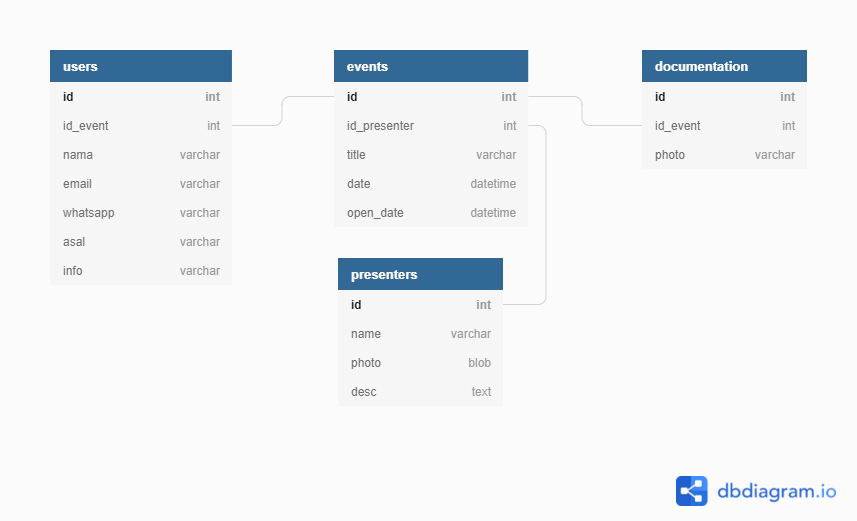 users
id int
id_event int
nama varchar
email varchar
whatsapp varchar
asal varchar
info varchar
events
id int
id_presenter int
title varchar
date datetime
open_date datetime
documentation
id int
id_event int
photo varchar
presenters
id int
name varchar
photo blob
desc text
dbdiagram.io